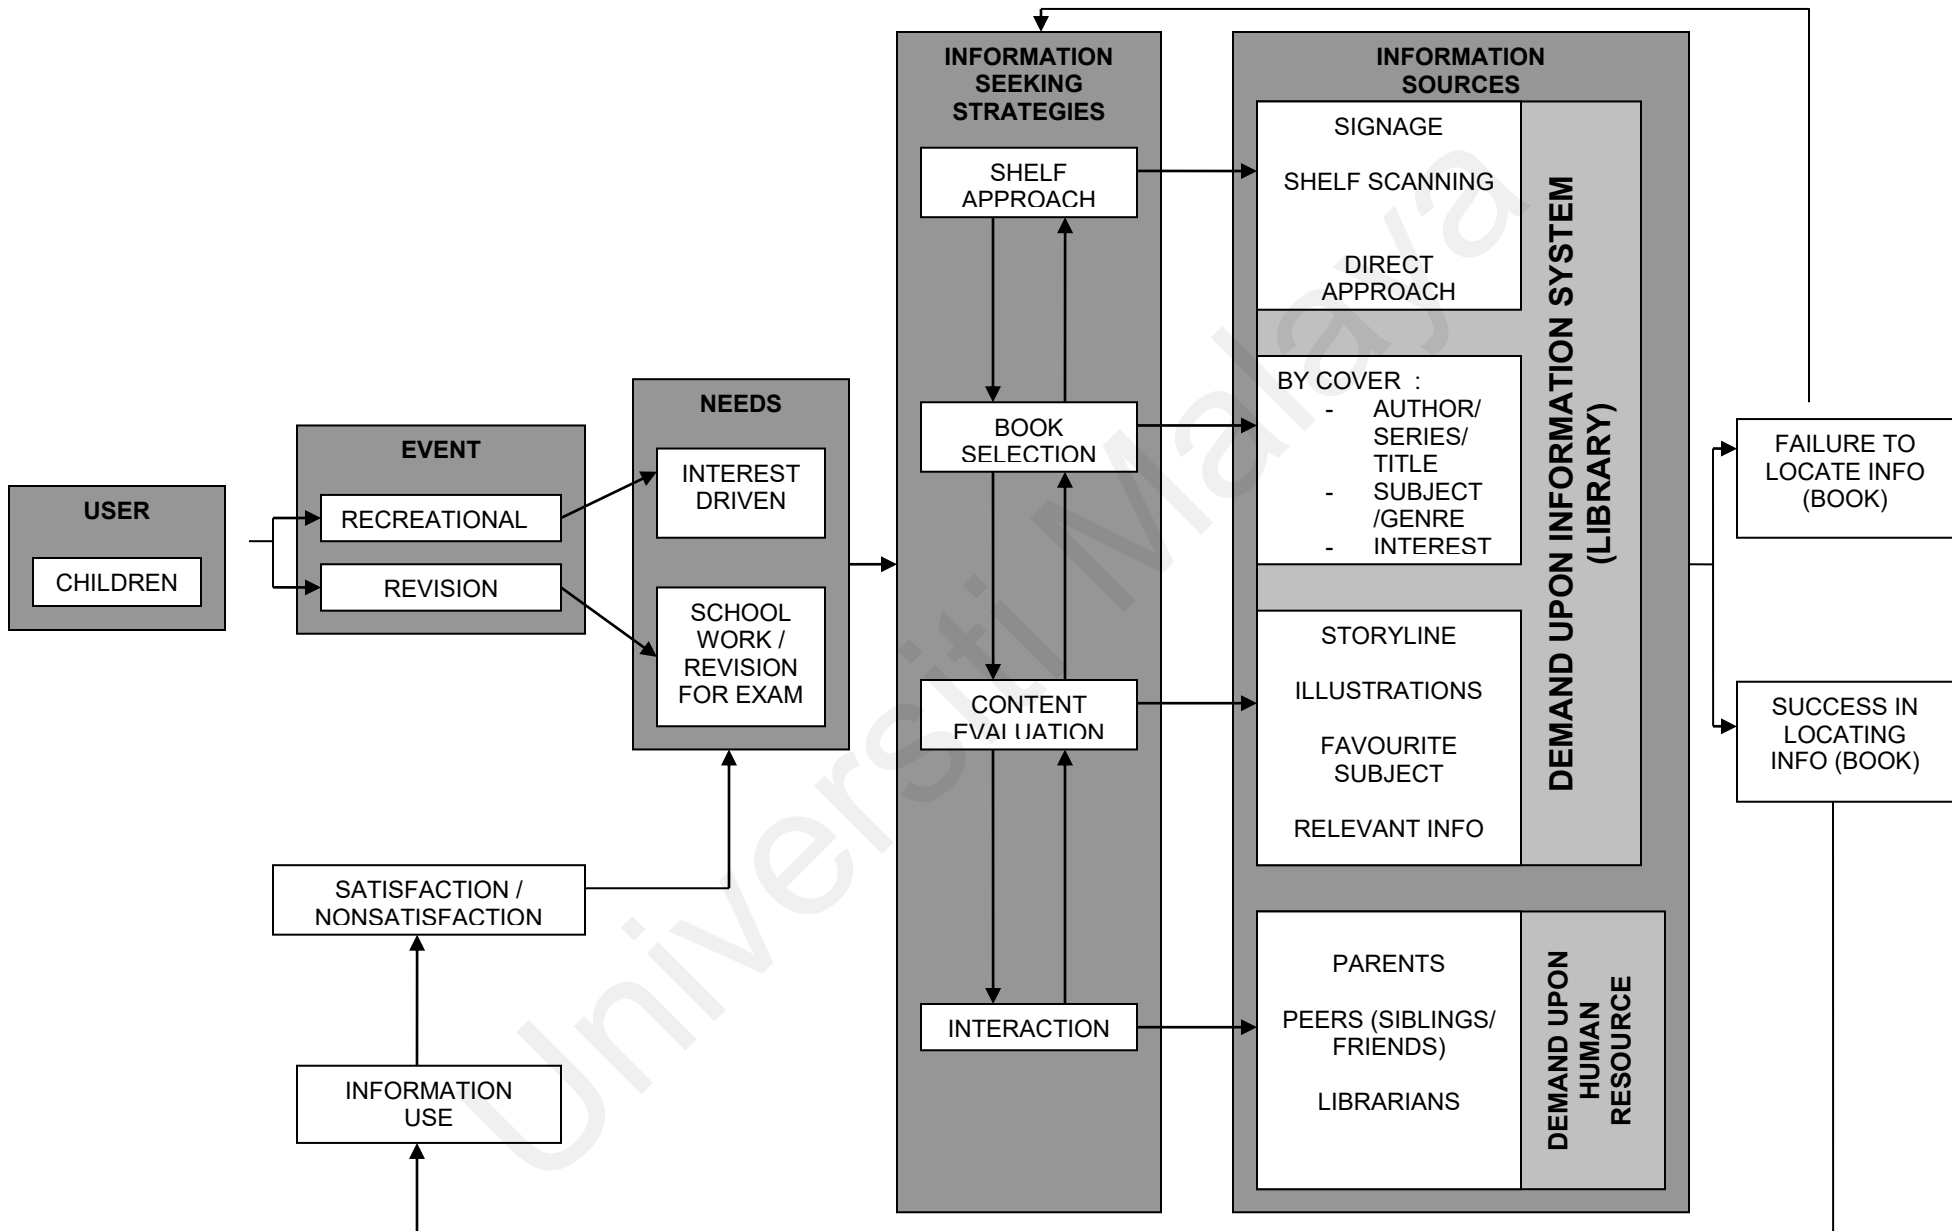 USER
CHILDREN
EVENT
RECREATIONAL
REVISION
NEEDS
INTEREST
DRIVEN
SCHOOL
WORK /
REVISION
FOR EXAM
INFORMATION
SEEKING
STRATEGIES
SHELF
APPROACH
BOOK
SELECTION
CONTENT
EVALUATION
INTERACTION
INFORMATION
SOURCES
SIGNAGE
SHELF SCANNING
DIRECT
APPROACH
BY COVER :
- AUTHOR/
SERIES/
TITLE
- SUBJECT
/GENRE
- INTEREST
STORYLINE
ILLUSTRATIONS
FAVOURITE
SUBJECT
RELEVANT INFO
DEMAND UPON INFORMATION SYSTEM
(LIBRARY)
PARENTS
PEERS (SIBLINGS/
FRIENDS)
LIBRARIANS
DEMAND UPON
HUMAN
RESOURCE
FAILURE TO
LOCATE INFO
(BOOK)
SUCCESS IN
LOCATING
INFO (BOOK)
SATISFACTION /
NONSATISFACTION
INFORMATION
USE
Universiti Malaya